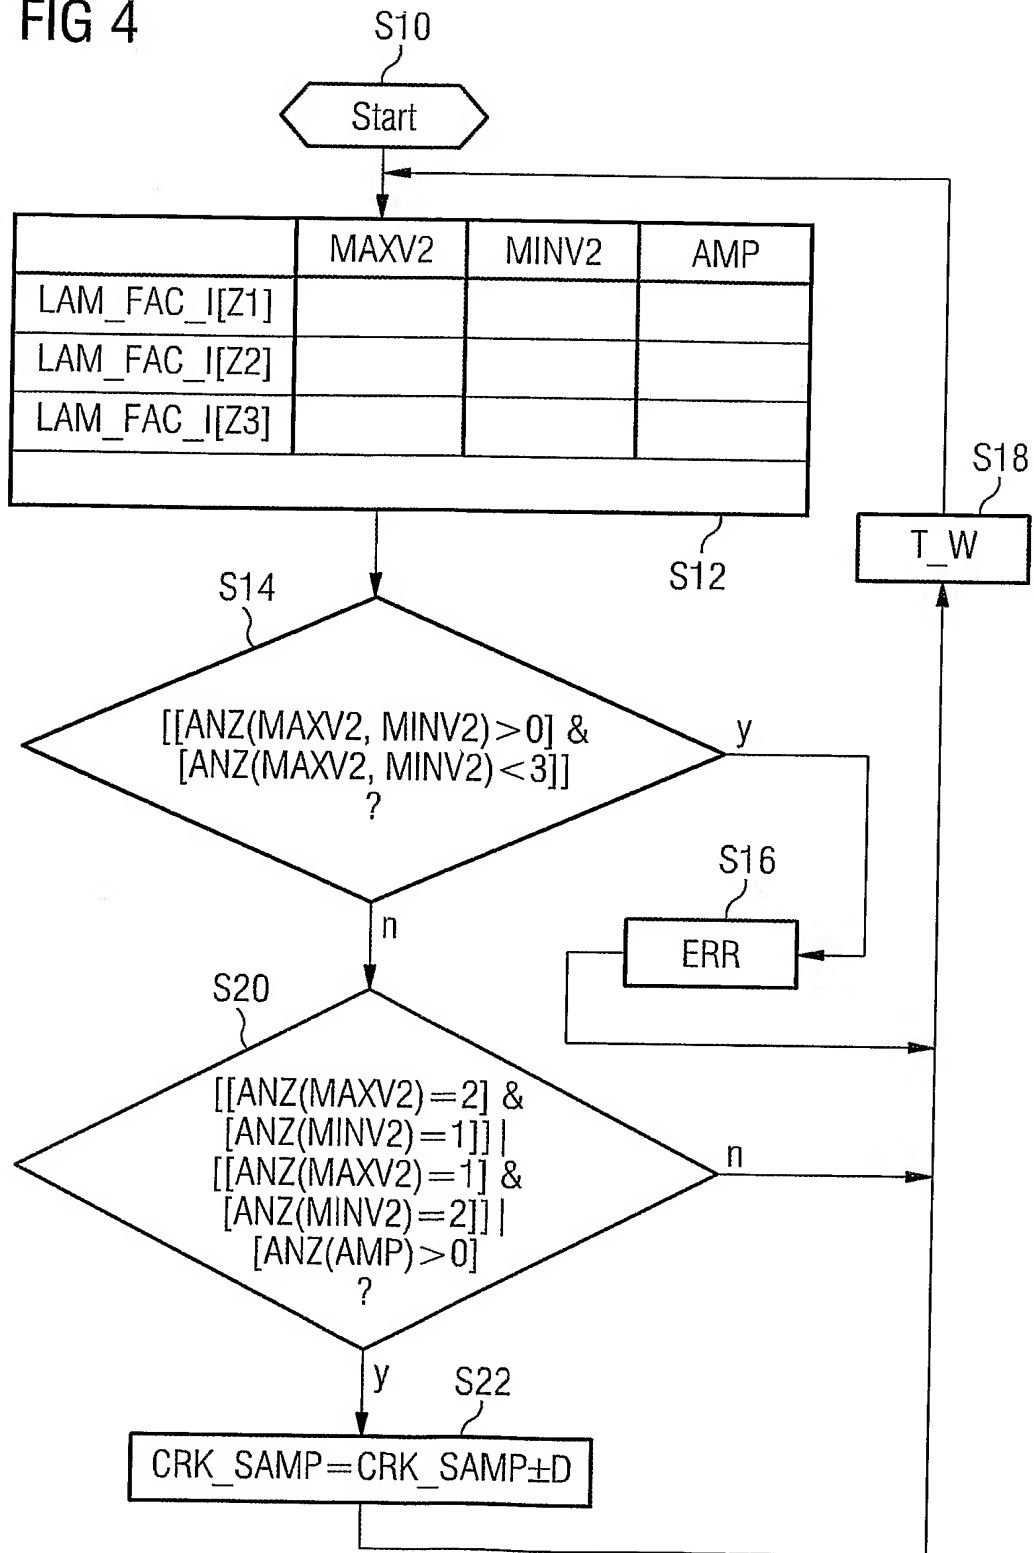 FIG 4
S10
Start
MAXV2 MINV2 AMP
LAM_FAC_I[Z1]
LAM_FAC_I[Z2]
LAM_FAC_I[Z3]
S12
S18
T_W
S14
[[ANZ(MAXV2, MINV2)>0] &
[ANZ(MAXV2, MINV2)<3]]
?
y
n
S16
ERR
S20
[[ANZ(MAXV2)=2] &
[ANZ(MINV2)=1]] |
[[ANZ(MAXV2)=1] &
[ANZ(MINV2)=2]] |
[ANZ(AMP)>0]
?
n
y
S22
CRK_SAMP=CRK_SAMP±D